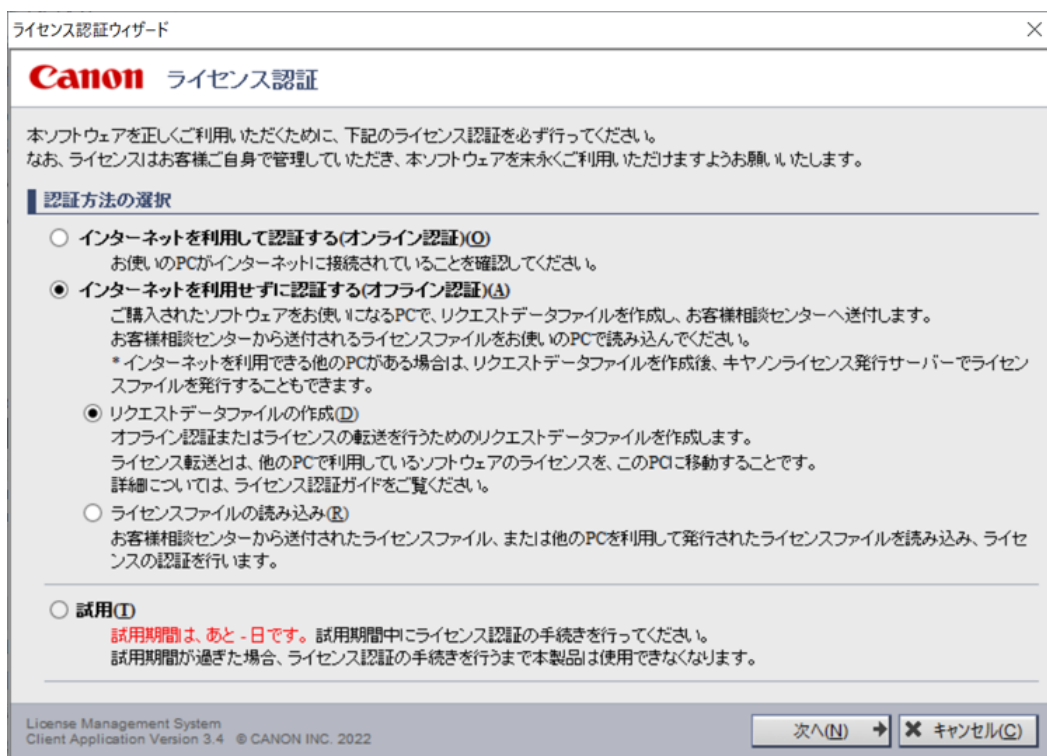 ライセンス認証ウィザード
Canon ライセンス認証
本ソフトウェアを正しくご利用いただくために、下記のライセンス認証を必ず行ってください。
なお、ライセンスはお客様ご自身で管理していただき、本ソフトウェアを末永くご利用いただけますようお願いいたします。
認証方法の選択
インターネットを利用して認証する(オンライン認証)(O)
お使いのPCがインターネットに接続されていることを確認してください。
インターネットを利用せずに認証する(オフライン認証)(A)
ご購入されたソフトウェアをお使いになるPCで、リクエストデータファイルを作成し、お客様相談センターへ送付します。
お客様相談センターから送付されるライセンスファイルをお使いのPCで読み込んでください。
* インターネットを利用できる他のPCがある場合は、リクエストデータファイルを作成後、キヤノンライセンス発行サーバーでライセン
スファイルを発行することもできます。
リクエストデータファイルの作成(D)
オフライン認証またはライセンスの転送を行うためのリクエストデータファイルを作成します。
ライセンス転送とは、他のPCで利用しているソフトウェアのライセンスを、このPCに移動することです。
詳細については、ライセンス認証ガイドをご覧ください。
ライセンスファイルの読み込み(R)
お客様相談センターから送付されたライセンスファイル、または他のPCを利用して発行されたライセンスファイルを読み込み、ライセ
ンスの認証を行います。
試用(T)
試用期間は、あと - 日です。試用期間中にライセンス認証の手続きを行ってください。
試用期間が過ぎた場合、ライセンス認証の手続きを行うまで本製品は使用できなくなります。
License Management System
Client Application Version 3.4 © CANON INC. 2022
次へ(N)
キャンセル(C)